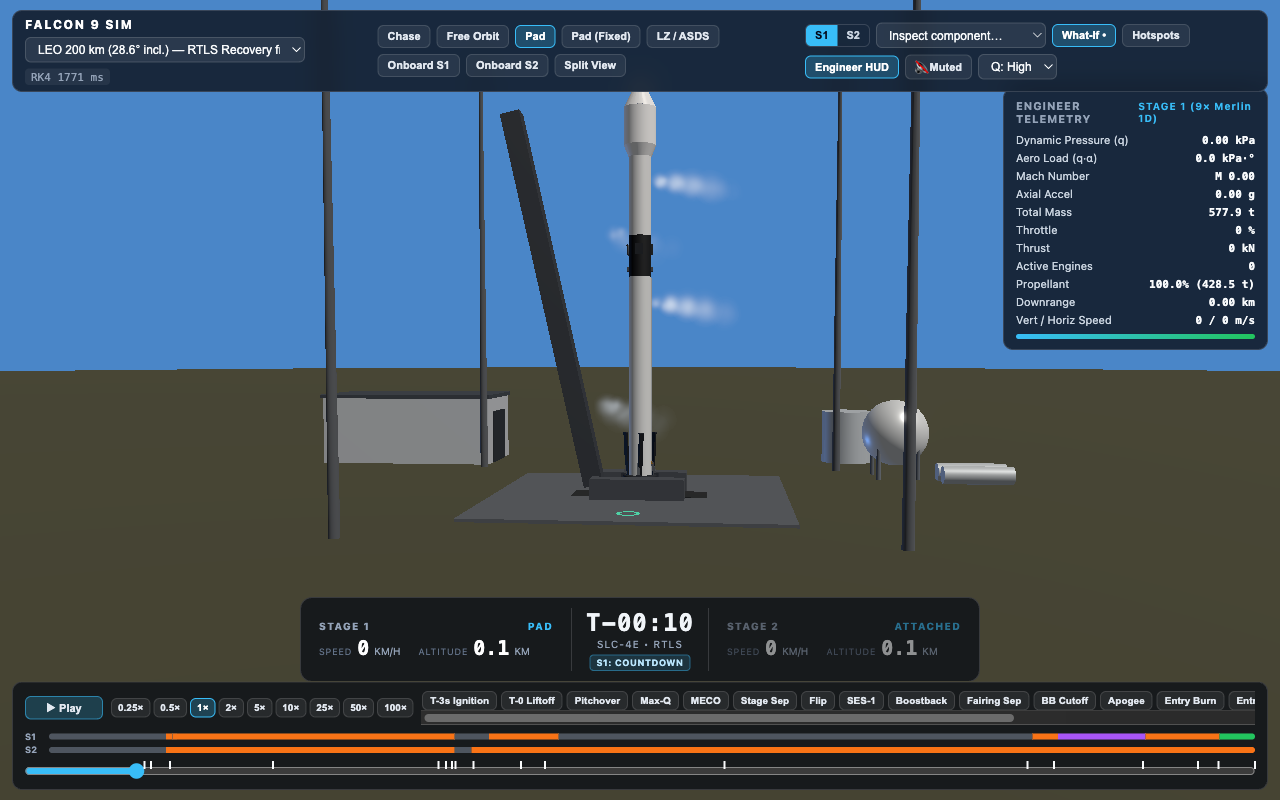 FALCON 9 SIM
LEO 200 km (28.6° incl.) — RTLS Recovery
RK4 1771 ms
Chase
Free Orbit
Pad
Pad (Fixed)
LZ / ASDS
Onboard S1
Onboard S2
Split View
S1
S2
Inspect component…
What-If •
Hotspots
Engineer HUD
Muted
Q: High
ENGINEER TELEMETRY
STAGE 1 (9× Merlin 1D)
Dynamic Pressure (q) 0.00 kPa
Aero Load (q·α) 0.0 kPa·°
Mach Number M 0.00
Axial Accel 0.00 g
Total Mass 577.9 t
Throttle 0 %
Thrust 0 kN
Active Engines 0
Propellant 100.0% (428.5 t)
Downrange 0.00 km
Vert / Horiz Speed 0 / 0 m/s
STAGE 1 PAD
SPEED 0 KM/H ALTITUDE 0.1 KM
T−00:10
SLC-4E • RTLS
S1: COUNTDOWN
STAGE 2 ATTACHED
SPEED 0 KM/H ALTITUDE 0.1 KM
Play
0.25×
0.5×
1×
2×
5×
10×
25×
50×
100×
T-3s Ignition
T-0 Liftoff
Pitchover
Max-Q
MECO
Stage Sep
Flip
SES-1
Boostback
Fairing Sep
BB Cutoff
Apogee
Entry Burn
S1
S2